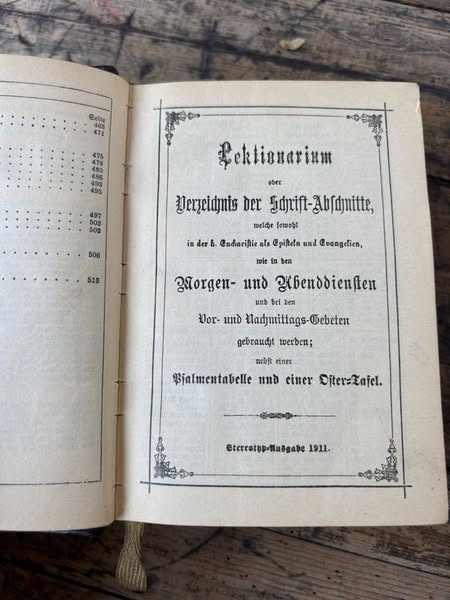 Seite
468
471
475
478
480
486
493
495
497
502
502
506
513
Lektionarium
oder
Verzeichnis der Schrift-Abschnitte,
welche sowohl
in der h. Eucharistie als Episteln und Evangelien,
wie in den
Morgen- und Abenddiensten
und bei den
Vor- und Nachmittags-Gebeten
gebraucht werden;
nebst einer
Psalmentabelle und einer Oster-Tafel.
Stereotyp-Ausgabe 1911.